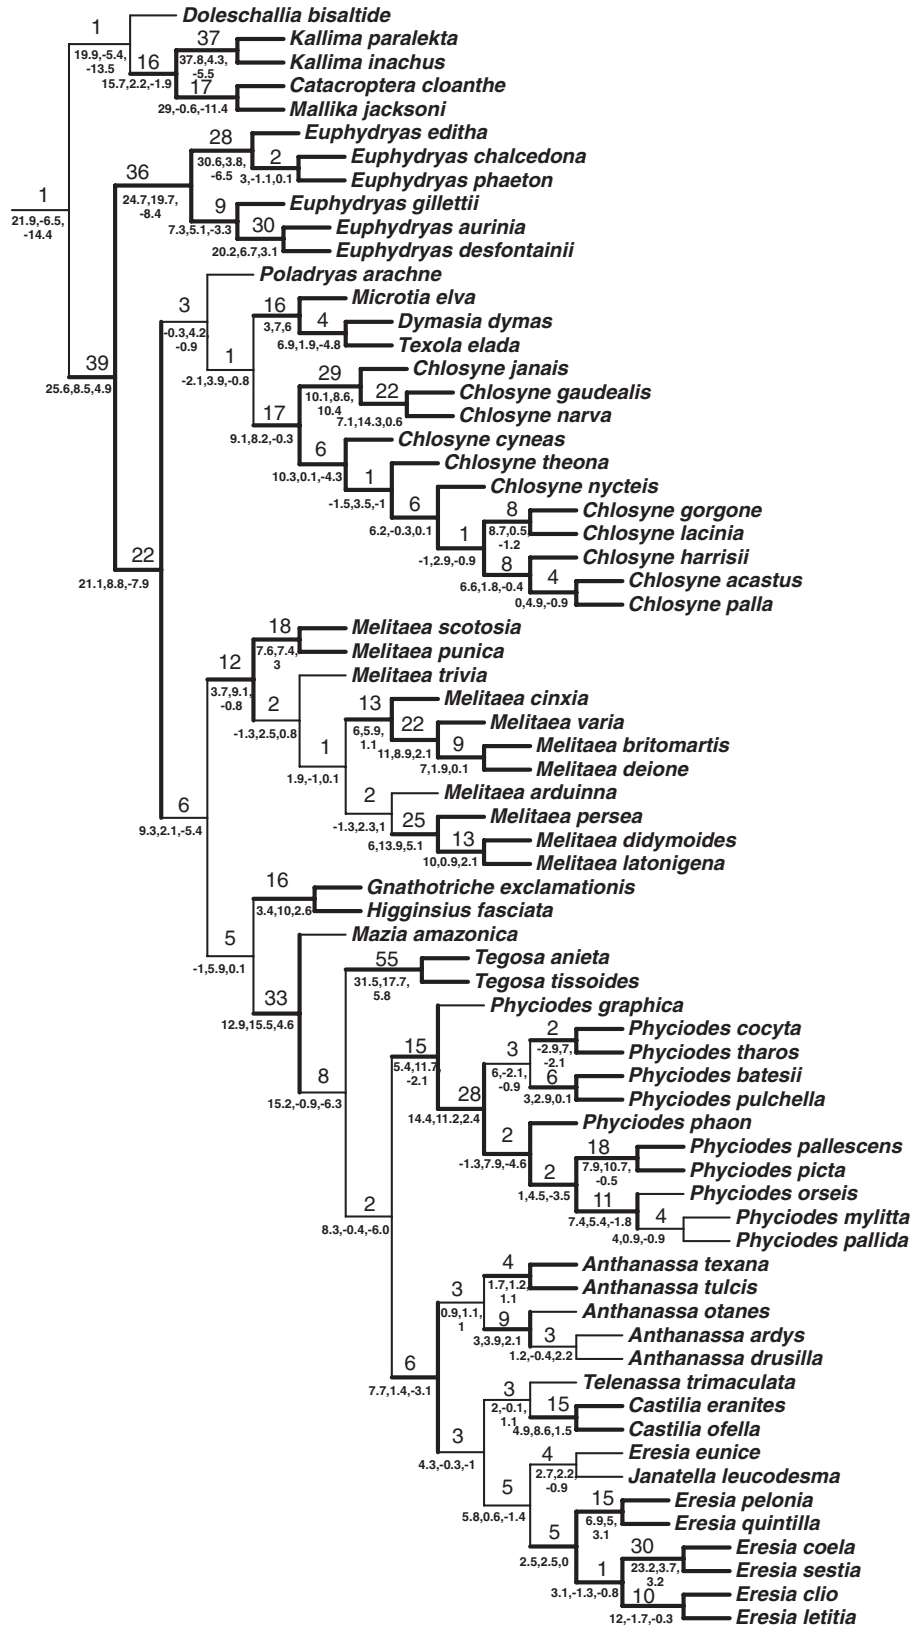 Doleschallia bisaltide
1
37
Kallima paralekta
19.9,-5.4,
-13.5
16
37.8,4.3,
-5.5
Kallima inachus
15.7,2.2,-1.9
17
Catacroptera cloanthe
29,-0.6,-11.4
Mallika jacksoni
28
Euphydryas editha
30.6,3.8,
-6.5
2
Euphydryas chalcedona
36
3,-1.1,0.1
Euphydryas phaeton
1
24.7,19.7,
-8.4
9
Euphydryas gillettii
21.9,-6.5,
-14.4
7.3,5.1,-3.3
30
Euphydryas aurinia
20.2,6.7,3.1
Euphydryas desfontainii
Poladryas arachne
3
16
Microtia elva
-0.3,4.2,
-0.9
3,7,6
4
Dymasia dymas
1
6.9,1.9,-4.8
Texola elada
39
-2.1,3.9,-0.8
29
Chlosyne janais
25.6,8.5,4.9
10.1,8.6,
10.4
22
Chlosyne gaudealis
17
7.1,14.3,0.6
Chlosyne narva
9.1,8.2,-0.3
6
Chlosyne cyneas
10.3,0.1,-4.3
1
Chlosyne theona
-1.5,3.5,-1
6
Chlosyne nycteis
6.2,-0.3,0.1
8
Chlosyne gorgone
1
8.7,0.5,
-1.2
Chlosyne lacinia
22
-1,2.9,-0.9
8
Chlosyne harrisii
21.1,8.8,-7.9
6.6,1.8,-0.4
4
Chlosyne acastus
0,4.9,-0.9
Chlosyne palla
18
Melitaea scotosia
12
7.6,7.4,
3
Melitaea punica
3.7,9.1,
-0.8
2
Melitaea trivia
-1.3,2.5,0.8
13
Melitaea cinxia
1
6,5.9,
1.1
22
Melitaea varia
1.9,-1,0.1
11,8.9,2.1
9
Melitaea britomartis
7,1.9,0.1
Melitaea deione
6
2
Melitaea arduinna
9.3,2.1,-5.4
-1.3,2.3,1
25
Melitaea persea
6,13.9,5.1
13
Melitaea didymoides
10,0.9,2.1
Melitaea latonigena
16
Gnathotriche exclamationis
3.4,10,2.6
Higginsius fasciata
5
Mazia amazonica
-1,5.9,0.1
55
Tegosa anieta
33
31.5,17.7,
5.8
Tegosa tissoides
12.9,15.5,4.6
Phyciodes graphica
15
2
Phyciodes cocyta
8
5.4,11.7,
-2.1
3
-2.9,7,
-2.1
Phyciodes tharos
15.2,-0.9,-6.3
28
6,-2.1,
-0.9
6
Phyciodes batesii
14.4,11.2,2.4
3,2.9,0.1
Phyciodes pulchella
2
Phyciodes phaon
-1.3,7.9,-4.6
18
Phyciodes pallescens
2
7.9,10.7,
-0.5
Phyciodes picta
2
1,4.5,-3.5
11
Phyciodes orseis
8.3,-0.4,-6.0
7.4,5.4,-1.8
4
Phyciodes mylitta
4,0.9,-0.9
Phyciodes pallida
4
Anthanassa texana
3
1.7,1.2,
1.1
Anthanassa tulcis
0.9,1.1,
1
9
Anthanassa otanes
3,3.9,2.1
3
Anthanassa ardys
1.2,-0.4,2.2
Anthanassa drusilla
6
3
Telenassa trimaculata
7.7,1.4,-3.1
2,-0.1,
1.1
15
Castilia eranites
3
4.9,8.6,1.5
Castilia ofella
4.3,-0.3,-1
4
Eresia eunice
5
2.7,2.2,
-0.9
Janatella leucodesma
5.8,0.6,-1.4
15
Eresia pelonia
5
6.9,5,
3.1
Eresia quintilla
2.5,2.5,0
30
Eresia coela
1
23.2,3.7,
3.2
Eresia sestia
3.1,-1.3,-0.8
10
Eresia clio
12,-1.7,-0.3
Eresia letitia